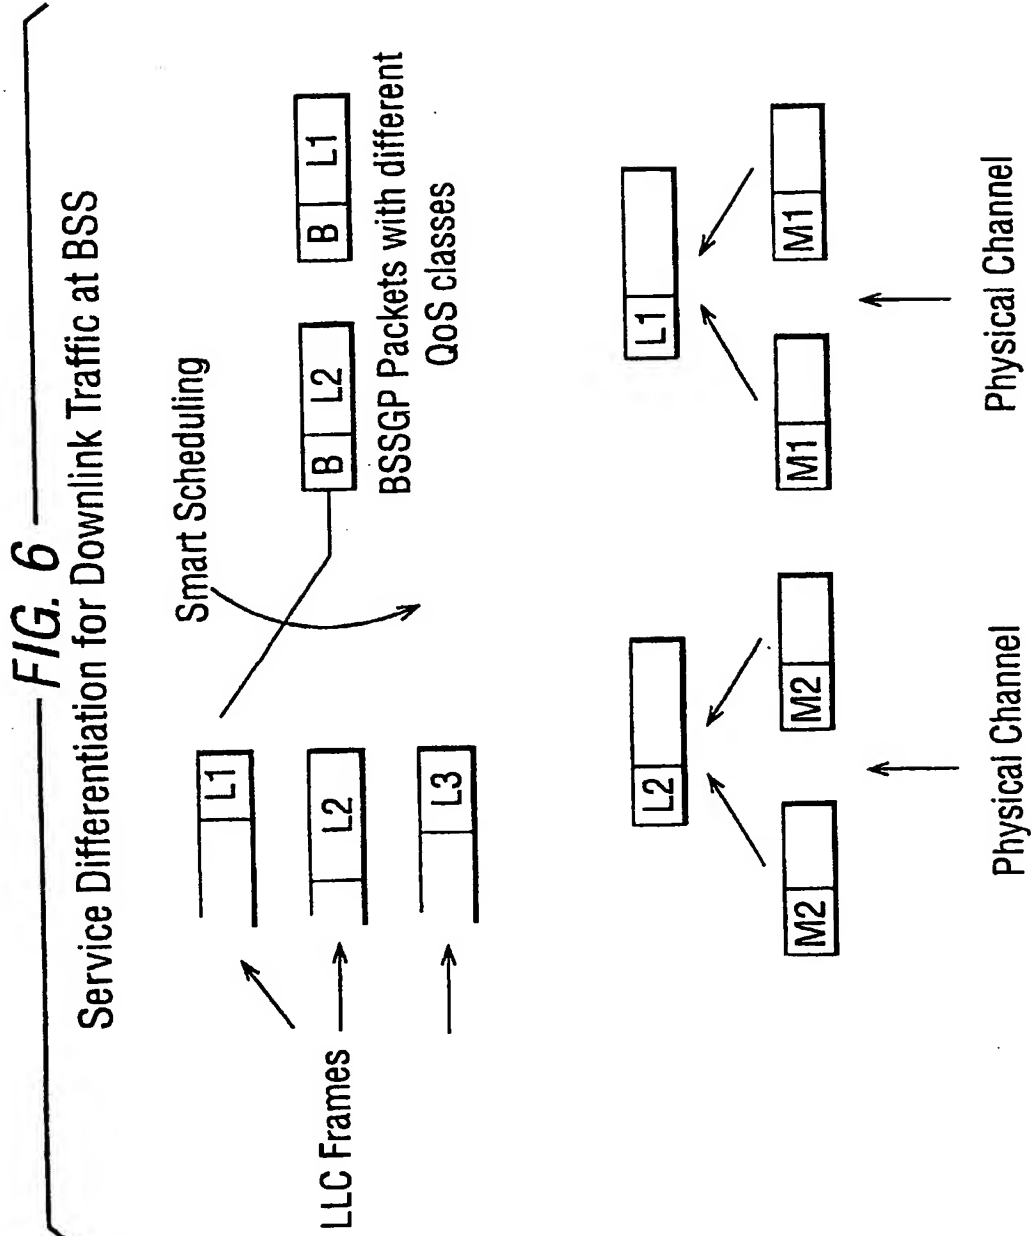 FIG. 6
Service Differentiation for Downlink Traffic at BSS
Smart Scheduling
LLC Frames
L1
L2
L3
B L2
B L1
BSSGP Packets with different
QoS classes
L2
L1
M2
M2
M1
M1
Physical Channel
Physical Channel